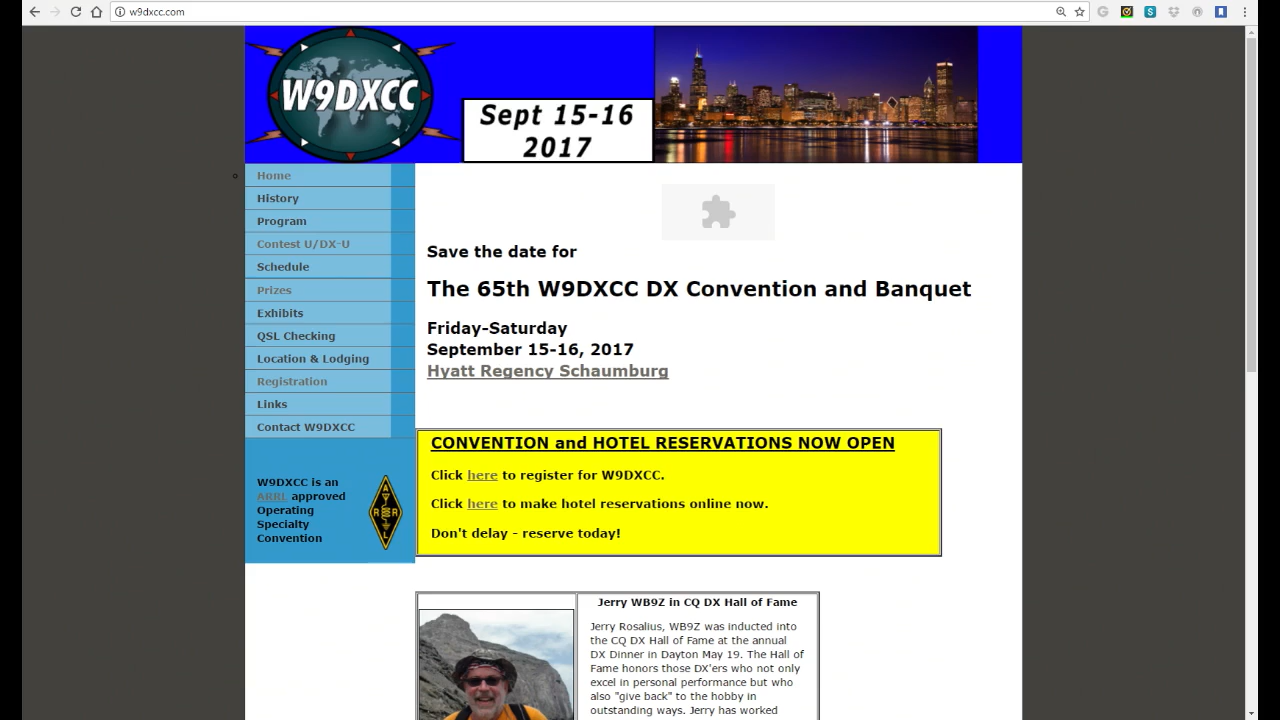 w9dxcc.com
W9DXCC
Sept 15-16
2017
Home
History
Program
Contest U/DX-U
Schedule
Prizes
Exhibits
QSL Checking
Location & Lodging
Registration
Links
Contact W9DXCC
W9DXCC is an
ARRL approved
Operating
Specialty
Convention
A
R R
L
Save the date for
The 65th W9DXCC DX Convention and Banquet
Friday-Saturday
September 15-16, 2017
Hyatt Regency Schaumburg
CONVENTION and HOTEL RESERVATIONS NOW OPEN
Click here to register for W9DXCC.
Click here to make hotel reservations online now.
Don't delay - reserve today!
Jerry WB9Z in CQ DX Hall of Fame
Jerry Rosalius, WB9Z was inducted into
the CQ DX Hall of Fame at the annual
DX Dinner in Dayton May 19. The Hall of
Fame honors those DX'ers who not only
excel in personal performance but who
also "give back" to the hobby in
outstanding ways. Jerry has worked